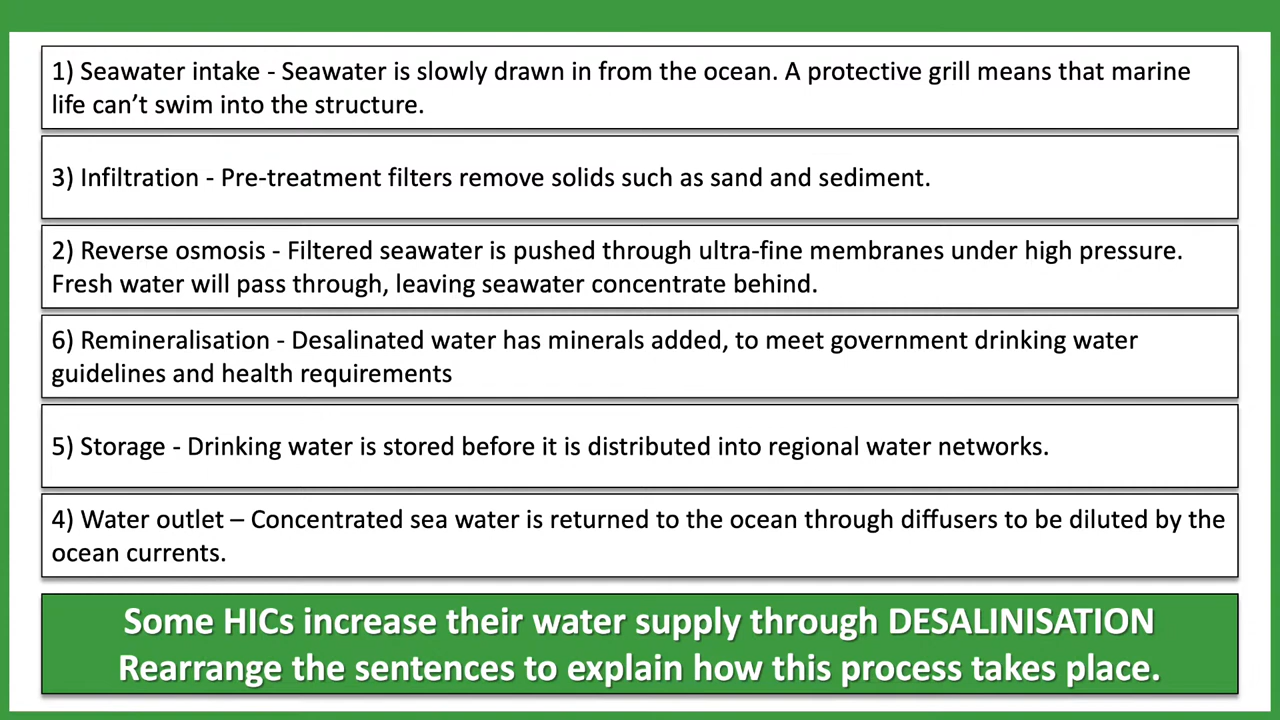 1) Seawater intake - Seawater is slowly drawn in from the ocean. A protective grill means that marine
life can’t swim into the structure.
3) Infiltration - Pre-treatment filters remove solids such as sand and sediment.
2) Reverse osmosis - Filtered seawater is pushed through ultra-fine membranes under high pressure.
Fresh water will pass through, leaving seawater concentrate behind.
6) Remineralisation - Desalinated water has minerals added, to meet government drinking water
guidelines and health requirements
5) Storage - Drinking water is stored before it is distributed into regional water networks.
4) Water outlet – Concentrated sea water is returned to the ocean through diffusers to be diluted by the
ocean currents.
Some HICs increase their water supply through DESALINISATION
Rearrange the sentences to explain how this process takes place.